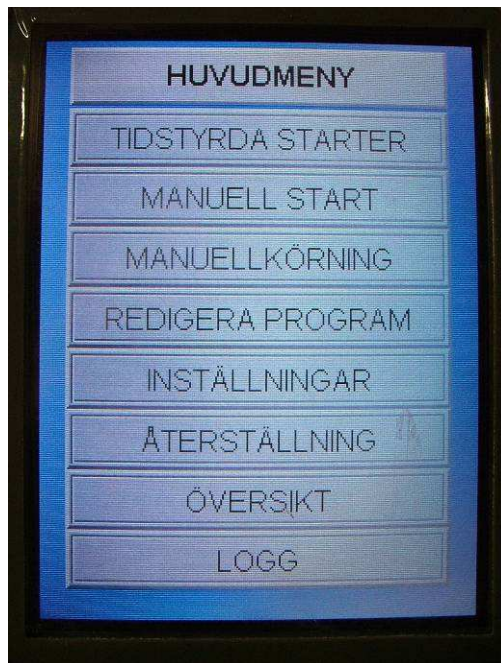 HUVUDMENY
TIDSTYRDA STARTER
MANUELL START
MANUELLKÖRNING
REDIGERA PROGRAM
INSTÄLLNINGAR
ÅTERSTÄLLNING
ÖVERSIKT
LOGG